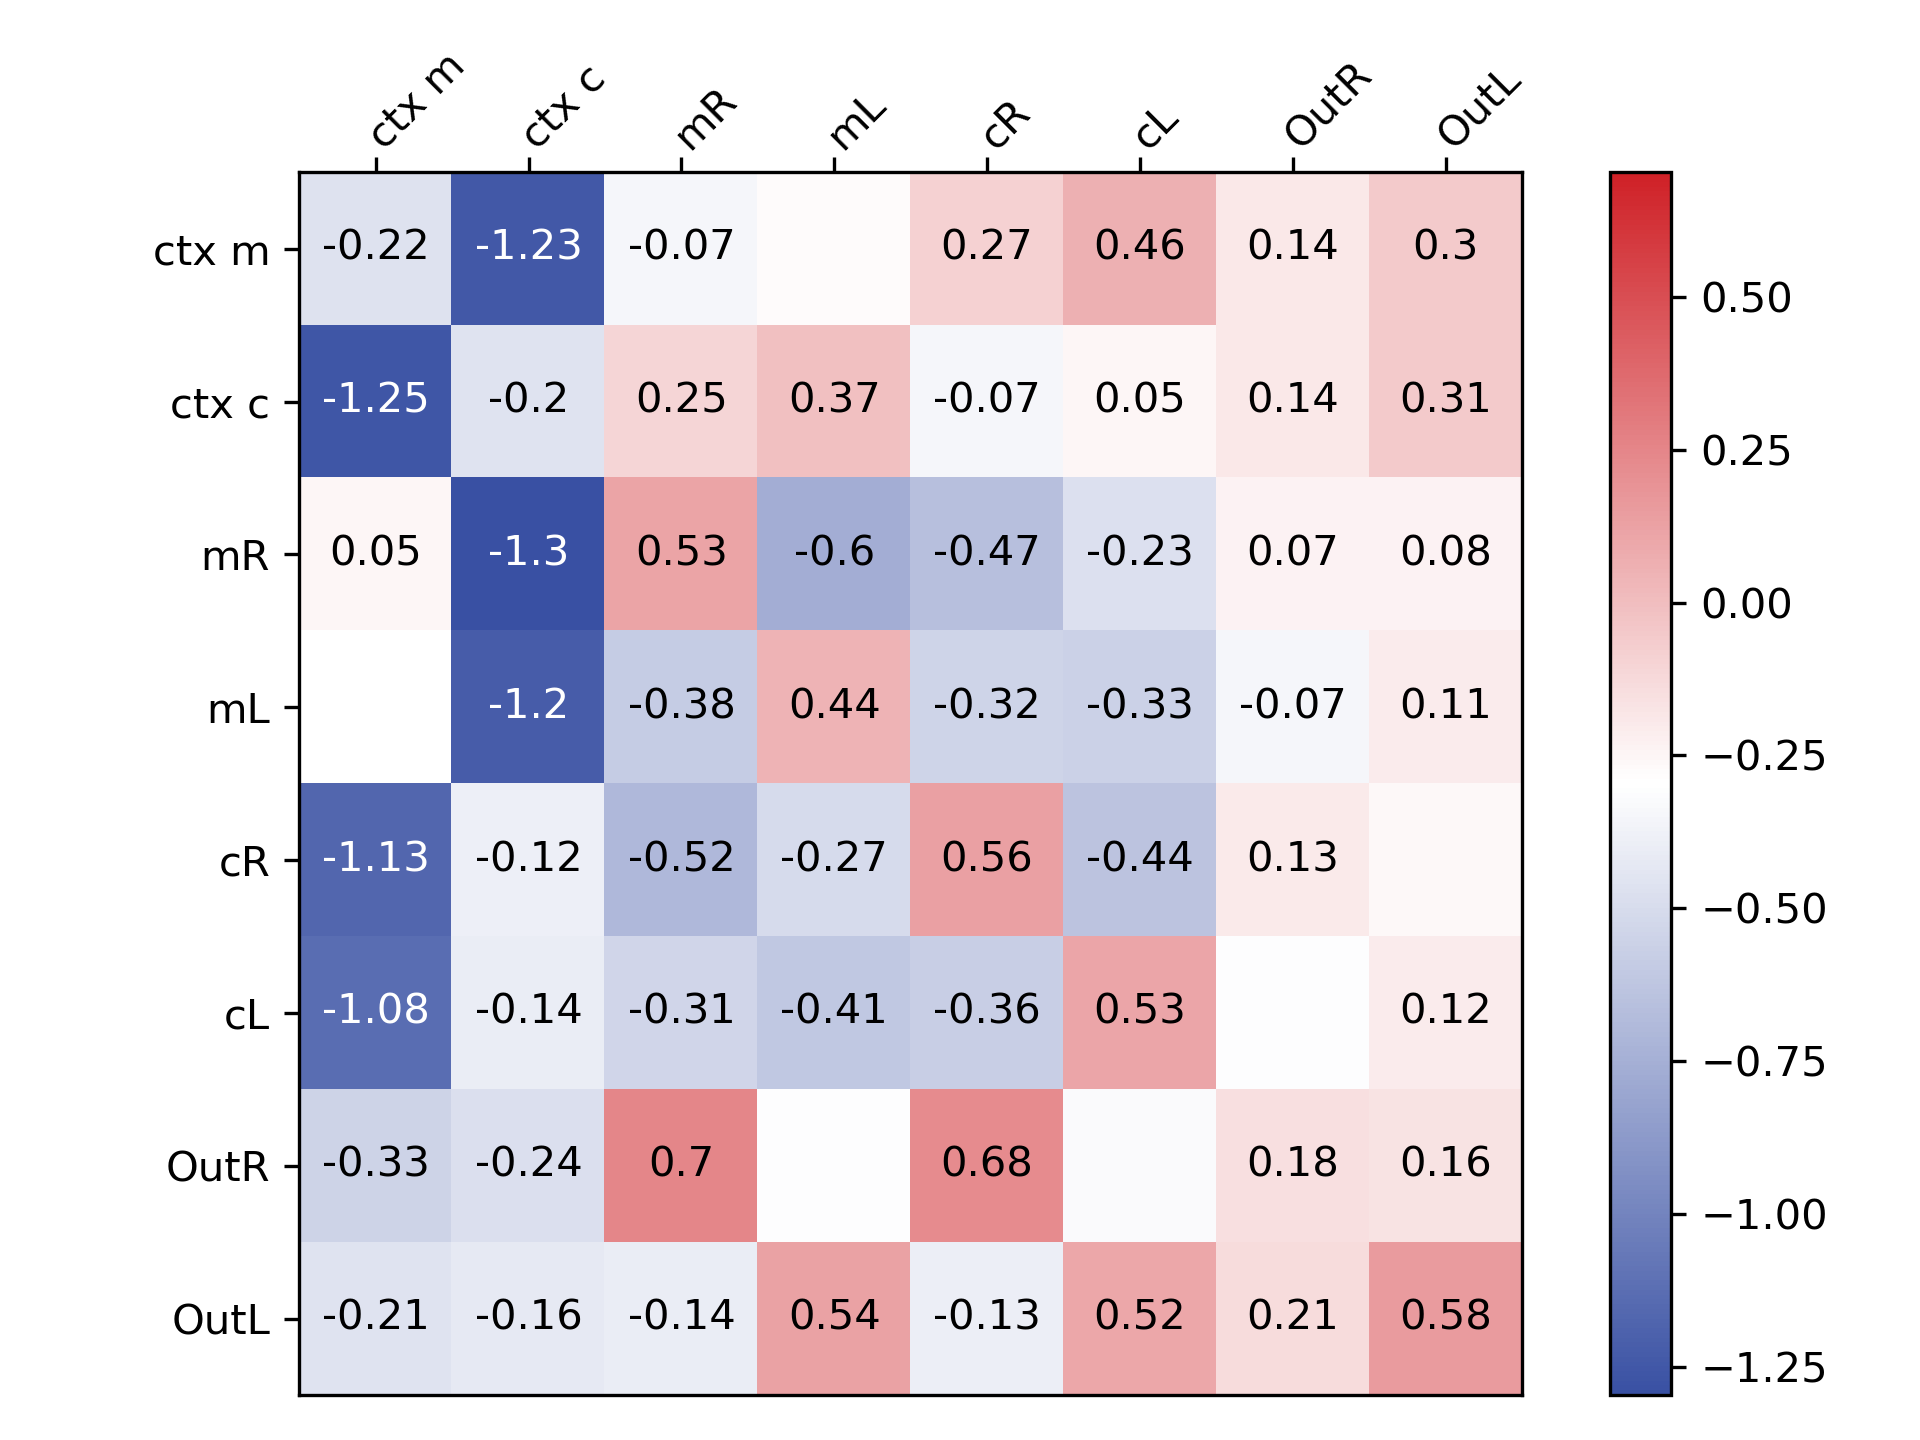 ctx m ctx c mR mL cR cL OutR OutL
ctx m -0.22 -1.23 -0.07 0.27 0.46 0.14 0.3
ctx c -1.25 -0.2 0.25 0.37 -0.07 0.05 0.14 0.31
mR 0.05 -1.3 0.53 -0.6 -0.47 -0.23 0.07 0.08
mL -1.2 -0.38 0.44 -0.32 -0.33 -0.07 0.11
cR -1.13 -0.12 -0.52 -0.27 0.56 -0.44 0.13
cL -1.08 -0.14 -0.31 -0.41 -0.36 0.53 0.12
OutR -0.33 -0.24 0.7 0.68 0.18 0.16
OutL -0.21 -0.16 -0.14 0.54 -0.13 0.52 0.21 0.58
0.50
0.25
0.00
−0.25
−0.50
−0.75
−1.00
−1.25